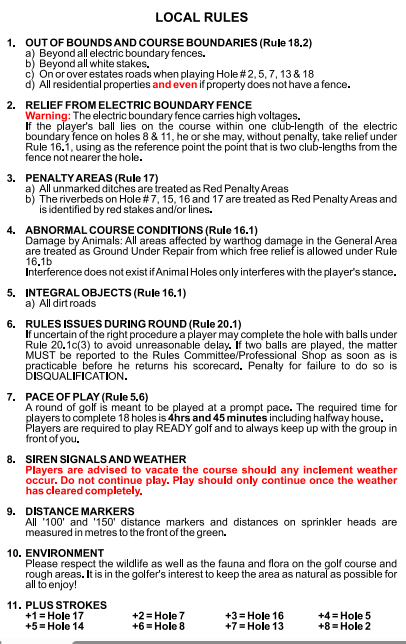 LOCAL RULES
1. OUT OF BOUNDS AND COURSE BOUNDARIES (Rule 18.2)
a) Beyond all electric boundary fences.
b) Beyond all white stakes.
c) On or over estates roads when playing Hole # 2, 5, 7, 13 & 18
d) All residential properties and even if property does not have a fence.
2. RELIEF FROM ELECTRIC BOUNDARY FENCE
Warning: The electric boundary fence carries high voltages.
If the player's ball lies on the course within one club-length of the electric
boundary fence on holes 8 & 11, he or she may, without penalty, take relief under
Rule 16.1, using as the reference point the point that is two club-lengths from the
fence not nearer the hole.
3. PENALTY AREAS (Rule 17)
a) All unmarked ditches are treated as Red Penalty Areas
b) The riverbeds on Hole # 7, 15, 16 and 17 are treated as Red Penalty Areas and
is identified by red stakes and/or lines.
4. ABNORMAL COURSE CONDITIONS (Rule 16.1)
Damage by Animals: All areas affected by warthog damage in the General Area
are treated as Ground Under Repair from which free relief is allowed under Rule
16.1b
Interference does not exist if Animal Holes only interferes with the player's stance.
5. INTEGRAL OBJECTS (Rule 16.1)
a) All dirt roads
6. RULES ISSUES DURING ROUND (Rule 20.1)
If uncertain of the right procedure a player may complete the hole with balls under
Rule 20.1c(3) to avoid unreasonable delay. If two balls are played, the matter
MUST be reported to the Rules Committee/Professional Shop as soon as is
practicable before he returns his scorecard. Penalty for failure to do so is
DISQUALIFICATION.
7. PACE OF PLAY (Rule 5.6)
A round of golf is meant to be played at a prompt pace. The required time for
players to complete 18 holes is 4hrs and 45 minutes including halfway house.
Players are required to play READY golf and to always keep up with the group in
front of you.
8. SIREN SIGNALS AND WEATHER
Players are advised to vacate the course should any inclement weather
occur. Do not continue play. Play should only continue once the weather
has cleared completely.
9. DISTANCE MARKERS
All '100' and '150' distance markers and distances on sprinkler heads are
measured in metres to the front of the green.
10. ENVIRONMENT
Please respect the wildlife as well as the fauna and flora on the golf course and
rough areas. It is in the golfer's interest to keep the area as natural as possible for
all to enjoy!
11. PLUS STROKES
+1 = Hole 17 +2 = Hole 7 +3 = Hole 16 +4 = Hole 5
+5 = Hole 14 +6 = Hole 8 +7 = Hole 13 +8 = Hole 2